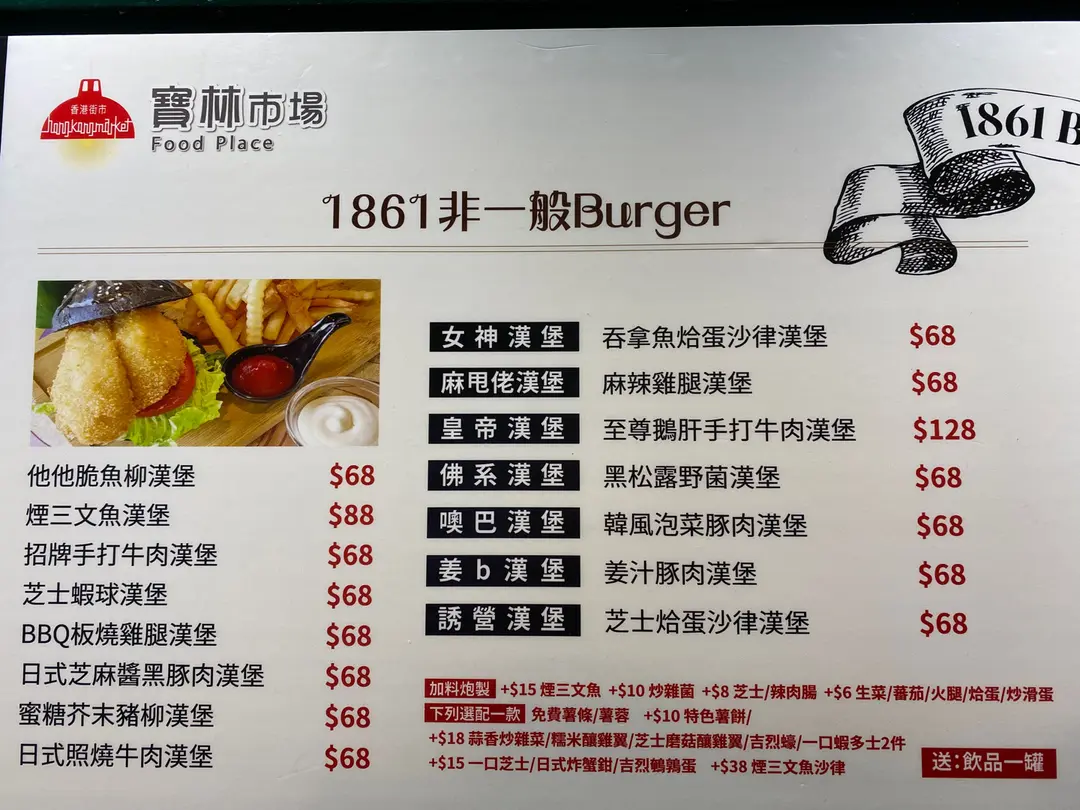 香港街市
hongkongmarket
寶林市場
Food Place
1861 B
1861非一般Burger
他他脆魚柳漢堡 $68
煙三文魚漢堡 $88
招牌手打牛肉漢堡 $68
芝士蝦球漢堡 $68
BBQ板燒雞腿漢堡 $68
日式芝麻醬黑豚肉漢堡 $68
蜜糖芥末豬柳漢堡 $68
日式照燒牛肉漢堡 $68
女神漢堡 吞拿魚烚蛋沙律漢堡 $68
麻甩佬漢堡 麻辣雞腿漢堡 $68
皇帝漢堡 至尊鵝肝手打牛肉漢堡 $128
佛系漢堡 黑松露野菌漢堡 $68
噢巴漢堡 韓風泡菜豚肉漢堡 $68
姜b漢堡 姜汁豚肉漢堡 $68
誘營漢堡 芝士烚蛋沙律漢堡 $68
加料炮製 +$15 煙三文魚 +$10 炒雜菌 +$8 芝士/辣肉腸 +$6 生菜/蕃茄/火腿/烚蛋/炒滑蛋
下列選配一款 免費薯條/薯蓉 +$10 特色薯餅/
+$18 蒜香炒雜菜/糯米釀雞翼/芝士磨菇釀雞翼/吉烈蠔/一口蝦多士2件
+$15 一口芝士/日式炸蟹鉗/吉烈鵪鶉蛋 +$38 煙三文魚沙律
送:飲品一罐